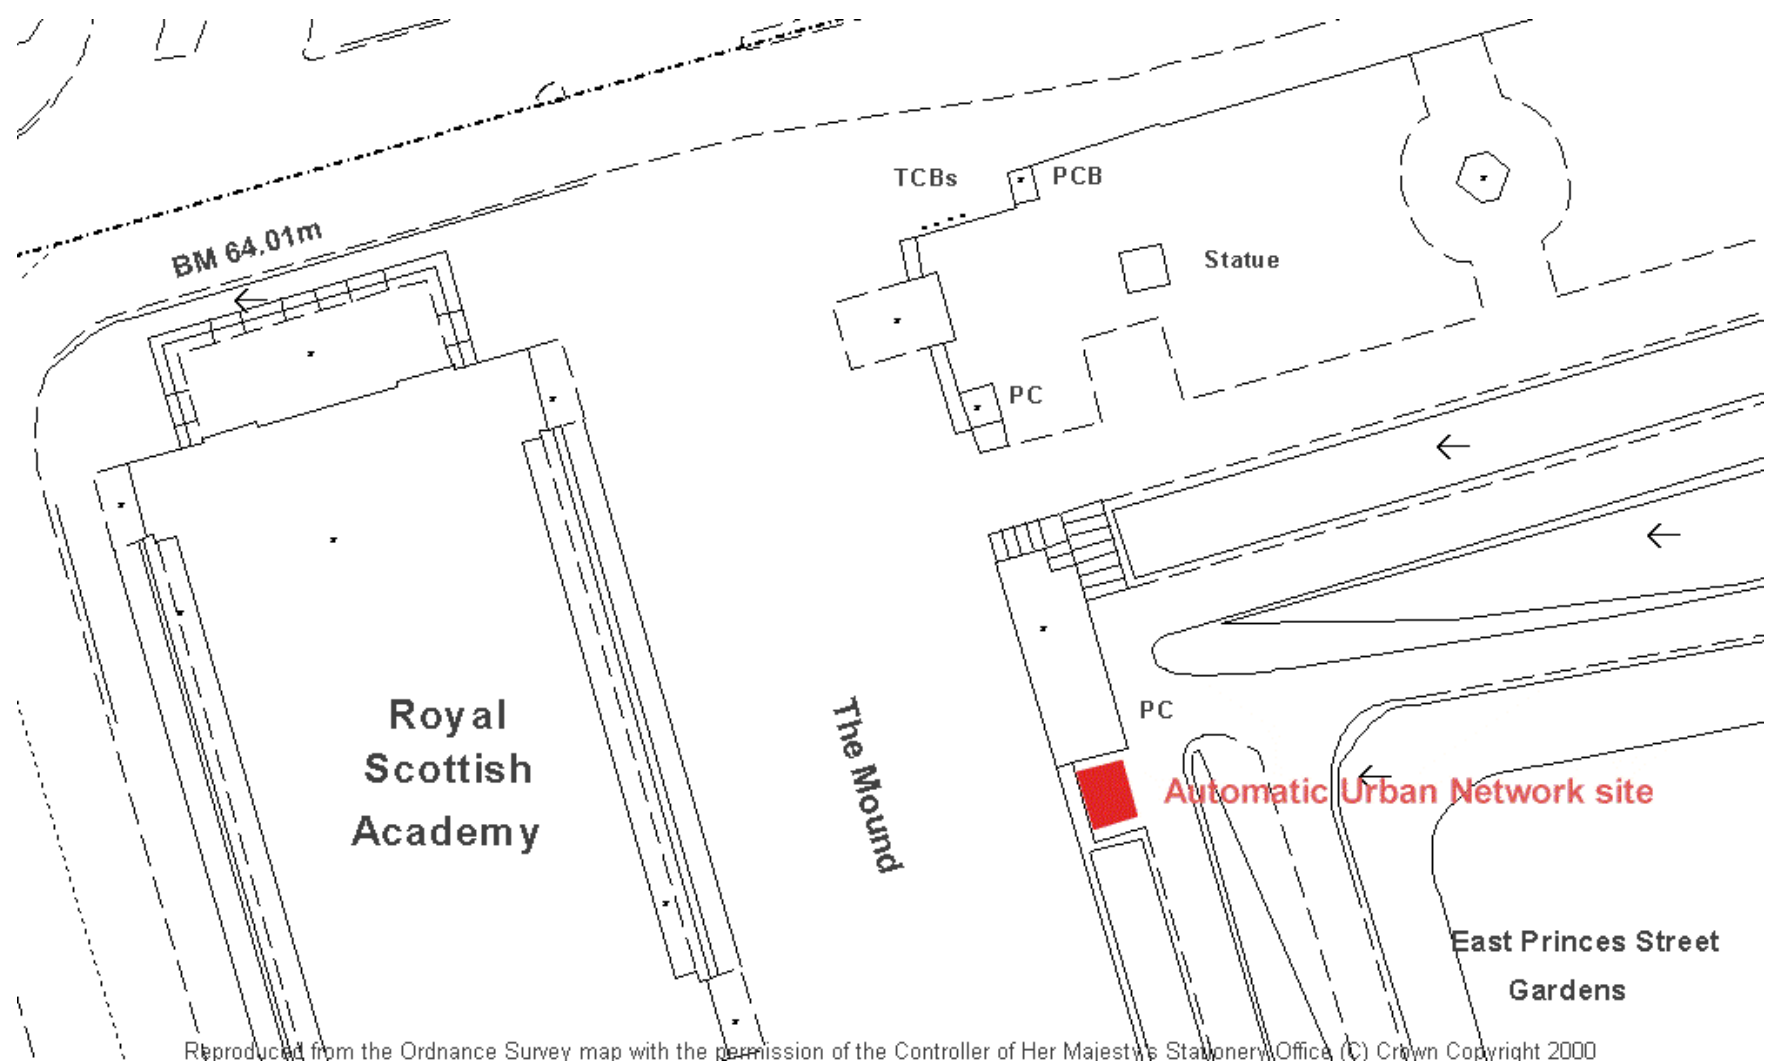 TCBs
PCB
BM 64.01m
Statue
PC
Royal
Scottish
Academy
The Mound
PC
Automatic Urban Network site
East Princes Street
Gardens
Reproduced from the Ordnance Survey map with the permission of the Controller of Her Majesty's Stationery Office (C) Crown Copyright 2000